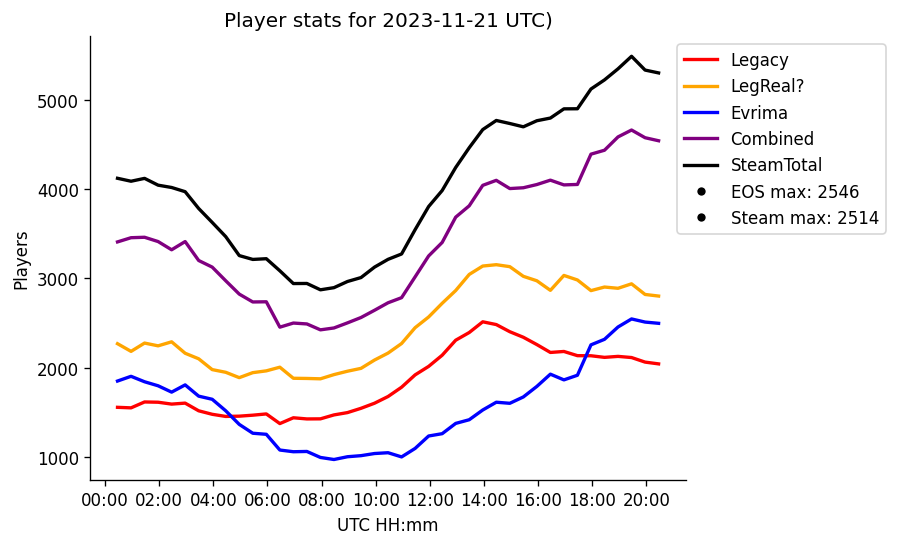 Player stats for 2023-11-21 UTC)
Legacy
LegReal?
Evrima
Combined
SteamTotal
EOS max: 2546
Steam max: 2514
Players
5000
4000
3000
2000
1000
00:00 02:00 04:00 06:00 08:00 10:00 12:00 14:00 16:00 18:00 20:00
UTC HH:mm